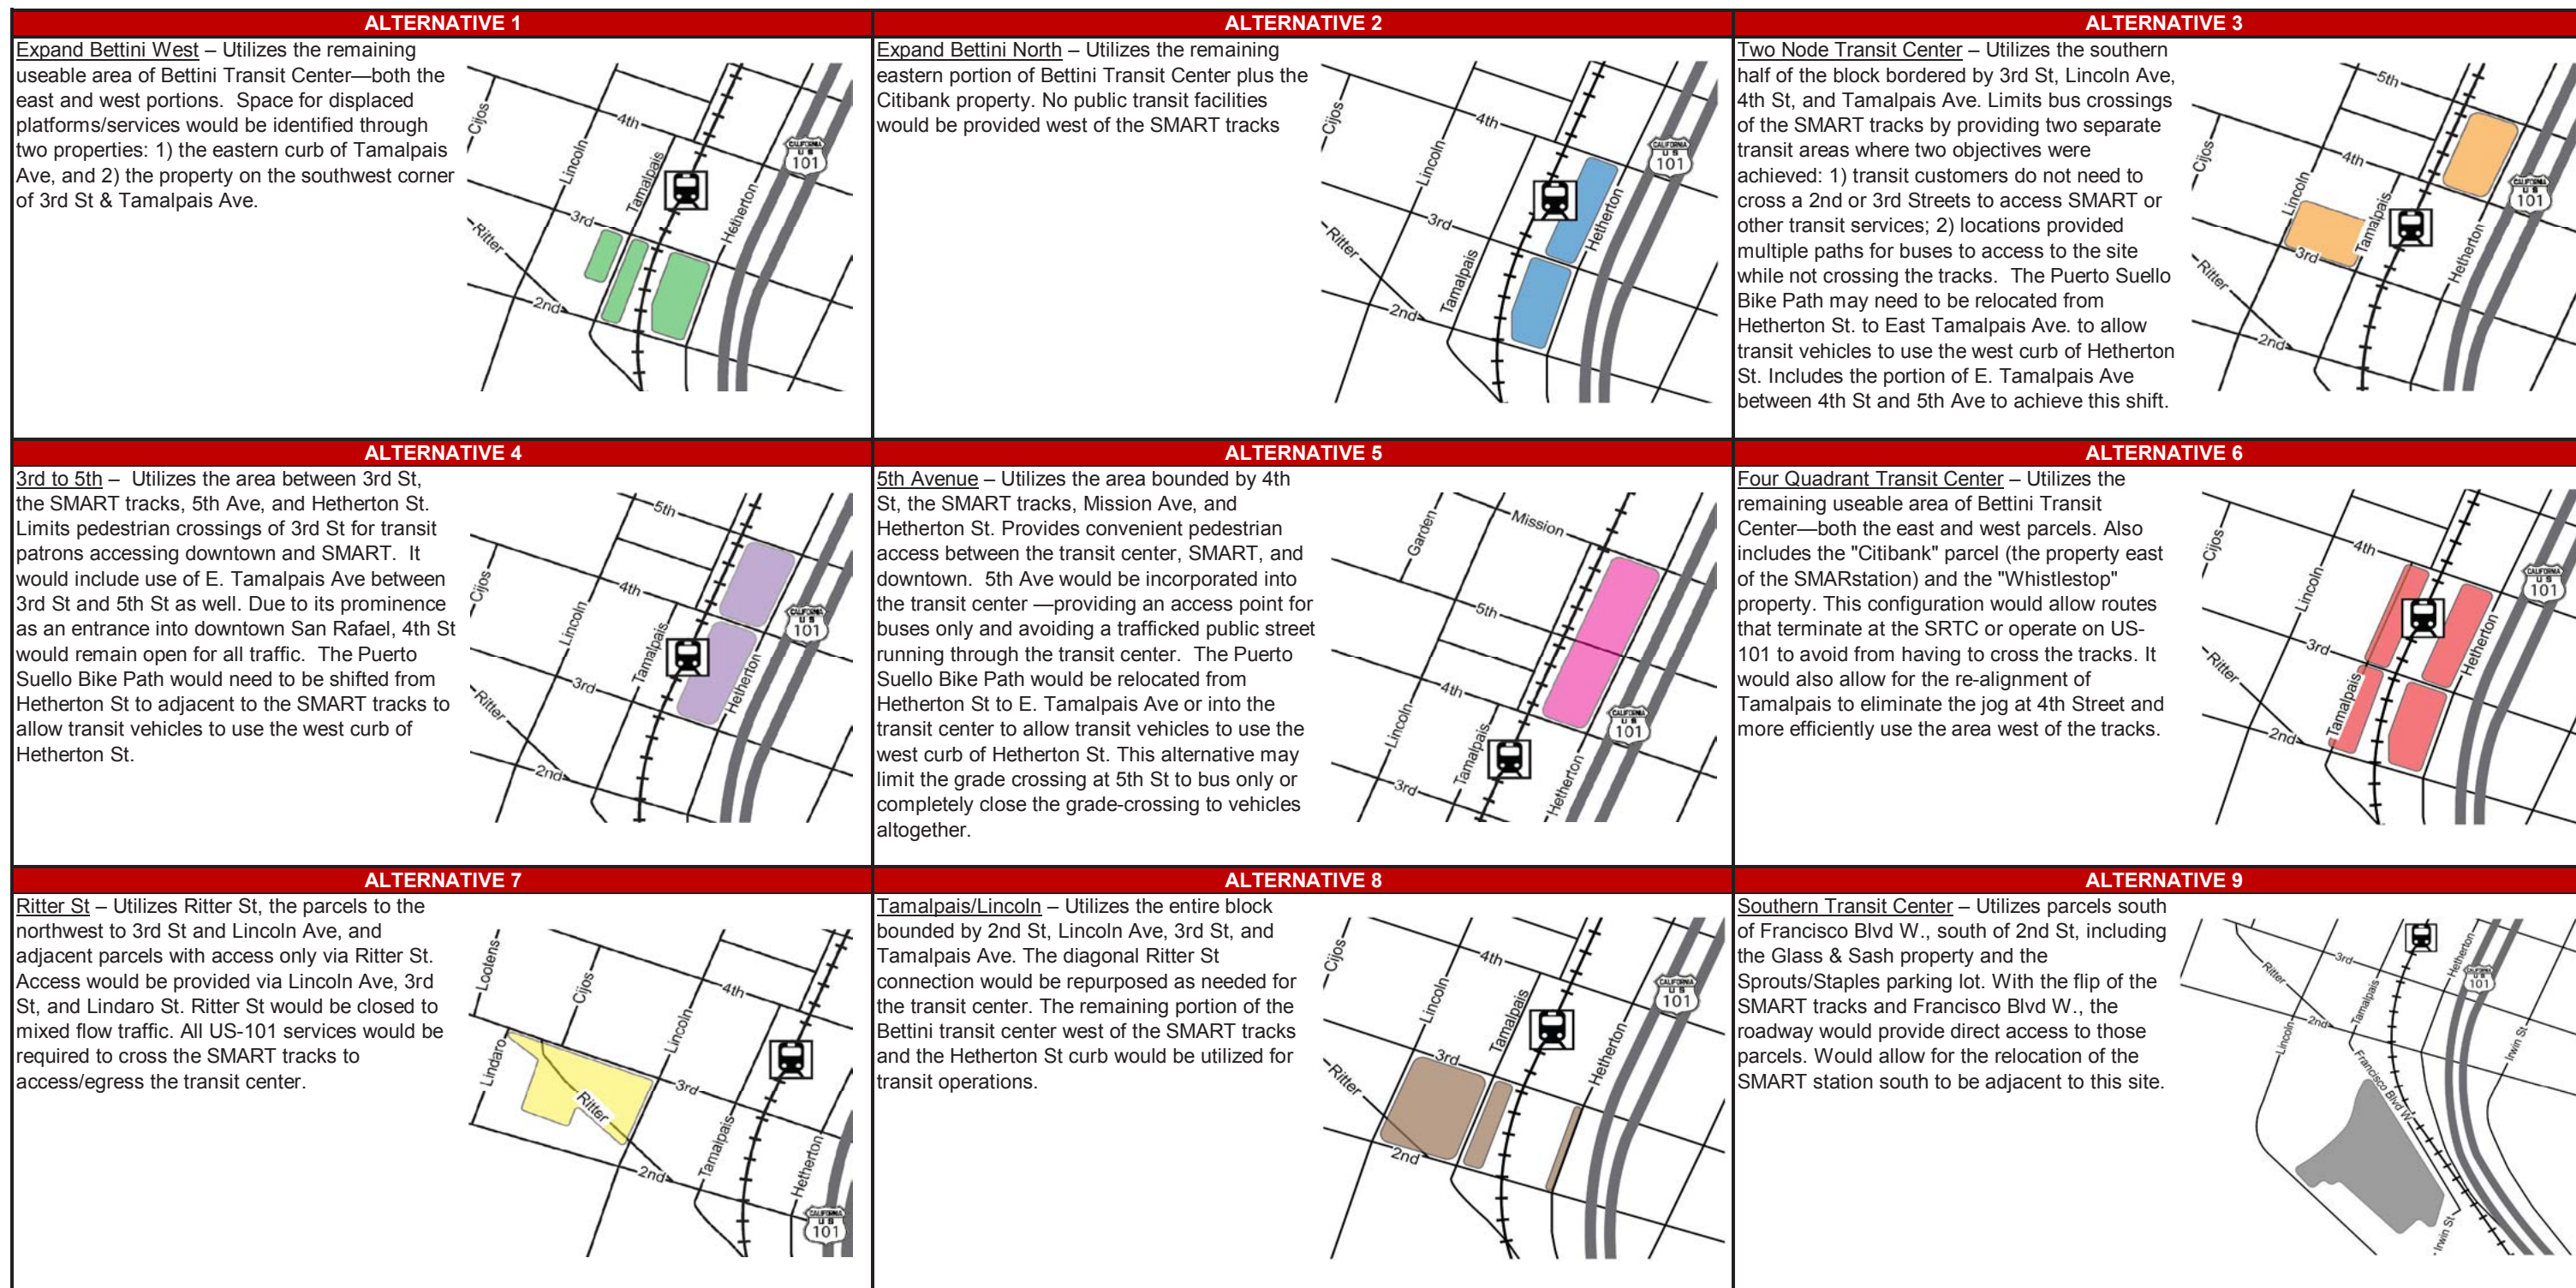 ALTERNATIVE 1
Expand Bettini West – Utilizes the remaining
useable area of Bettini Transit Center—both the
east and west portions. Space for displaced
platforms/services would be identified through
two properties: 1) the eastern curb of Tamalpais
Ave, and 2) the property on the southwest corner
of 3rd St & Tamalpais Ave.
Cijos
Lincoln
4th
Tamalpais
CALIFORNIA
US
101
3rd
Hetherton
Ritter
2nd
ALTERNATIVE 2
Expand Bettini North – Utilizes the remaining
eastern portion of Bettini Transit Center plus the
Citibank property. No public transit facilities
would be provided west of the SMART tracks
Cijos
4th
Lincoln
CALIFORNIA
US
101
3rd
Hetherton
Ritter
Tamalpais
2nd
ALTERNATIVE 3
Two Node Transit Center – Utilizes the southern
half of the block bordered by 3rd St, Lincoln Ave,
4th St, and Tamalpais Ave. Limits bus crossings
of the SMART tracks by providing two separate
transit areas where two objectives were
achieved: 1) transit customers do not need to
cross a 2nd or 3rd Streets to access SMART or
other transit services; 2) locations provided
multiple paths for buses to access to the site
while not crossing the tracks. The Puerto Suello
Bike Path may need to be relocated from
Hetherton St. to East Tamalpais Ave. to allow
transit vehicles to use the west curb of Hetherton
St. Includes the portion of E. Tamalpais Ave
between 4th St and 5th Ave to achieve this shift.
5th
Cijos
4th
Lincoln
CALIFORNIA
US
101
Tamalpais
3rd
Hetherton
Ritter
2nd
ALTERNATIVE 4
3rd to 5th – Utilizes the area between 3rd St,
the SMART tracks, 5th Ave, and Hetherton St.
Limits pedestrian crossings of 3rd St for transit
patrons accessing downtown and SMART. It
would include use of E. Tamalpais Ave between
3rd St and 5th St as well. Due to its prominence
as an entrance into downtown San Rafael, 4th St
would remain open for all traffic. The Puerto
Suello Bike Path would need to be shifted from
Hetherton St to adjacent to the SMART tracks to
allow transit vehicles to use the west curb of
Hetherton St.
5th
Cijos
4th
Lincoln
CALIFORNIA
US
101
Tamalpais
3rd
Hetherton
Ritter
2nd
ALTERNATIVE 5
5th Avenue – Utilizes the area bounded by 4th
St, the SMART tracks, Mission Ave, and
Hetherton St. Provides convenient pedestrian
access between the transit center, SMART, and
downtown. 5th Ave would be incorporated into
the transit center —providing an access point for
buses only and avoiding a trafficked public street
running through the transit center. The Puerto
Suello Bike Path would be relocated from
Hetherton St to E. Tamalpais Ave or into the
transit center to allow transit vehicles to use the
west curb of Hetherton St. This alternative may
limit the grade crossing at 5th St to bus only or
completely close the grade-crossing to vehicles
altogether.
Garden
Mission
5th
4th
Lincoln
CALIFORNIA
US
101
Tamalpais
3rd
Hetherton
ALTERNATIVE 6
Four Quadrant Transit Center – Utilizes the
remaining useable area of Bettini Transit
Center—both the east and west parcels. Also
includes the "Citibank" parcel (the property east
of the SMARstation) and the "Whistlestop"
property. This configuration would allow routes
that terminate at the SRTC or operate on US-
101 to avoid from having to cross the tracks. It
would also allow for the re-alignment of
Tamalpais to eliminate the jog at 4th Street and
more efficiently use the area west of the tracks.
Cijos
4th
Lincoln
CALIFORNIA
US
101
3rd
Hetherton
Ritter
Tamalpais
2nd
ALTERNATIVE 7
Ritter St – Utilizes Ritter St, the parcels to the
northwest to 3rd St and Lincoln Ave, and
adjacent parcels with access only via Ritter St.
Access would be provided via Lincoln Ave, 3rd
St, and Lindaro St. Ritter St would be closed to
mixed flow traffic. All US-101 services would be
required to cross the SMART tracks to
access/egress the transit center.
Lootens
Cijos
4th
Lincoln
Lindaro
3rd
Ritter
Tamalpais
Hetherton
2nd
CALIFORNIA
US
101
ALTERNATIVE 8
Tamalpais/Lincoln – Utilizes the entire block
bounded by 2nd St, Lincoln Ave, 3rd St, and
Tamalpais Ave. The diagonal Ritter St
connection would be repurposed as needed for
the transit center. The remaining portion of the
Bettini transit center west of the SMART tracks
and the Hetherton St curb would be utilized for
transit operations.
Cijos
4th
Lincoln
CALIFORNIA
US
101
Tamalpais
3rd
Hetherton
Ritter
2nd
ALTERNATIVE 9
Southern Transit Center – Utilizes parcels south
of Francisco Blvd W., south of 2nd St, including
the Glass & Sash property and the
Sprouts/Staples parking lot. With the flip of the
SMART tracks and Francisco Blvd W., the
roadway would provide direct access to those
parcels. Would allow for the relocation of the
SMART station south to be adjacent to this site.
3rd
Hetherton
Ritter
CALIFORNIA
US
101
Tamalpais
2nd
Lincoln
Irwin St
Francisco Blvd W.
Irwin St